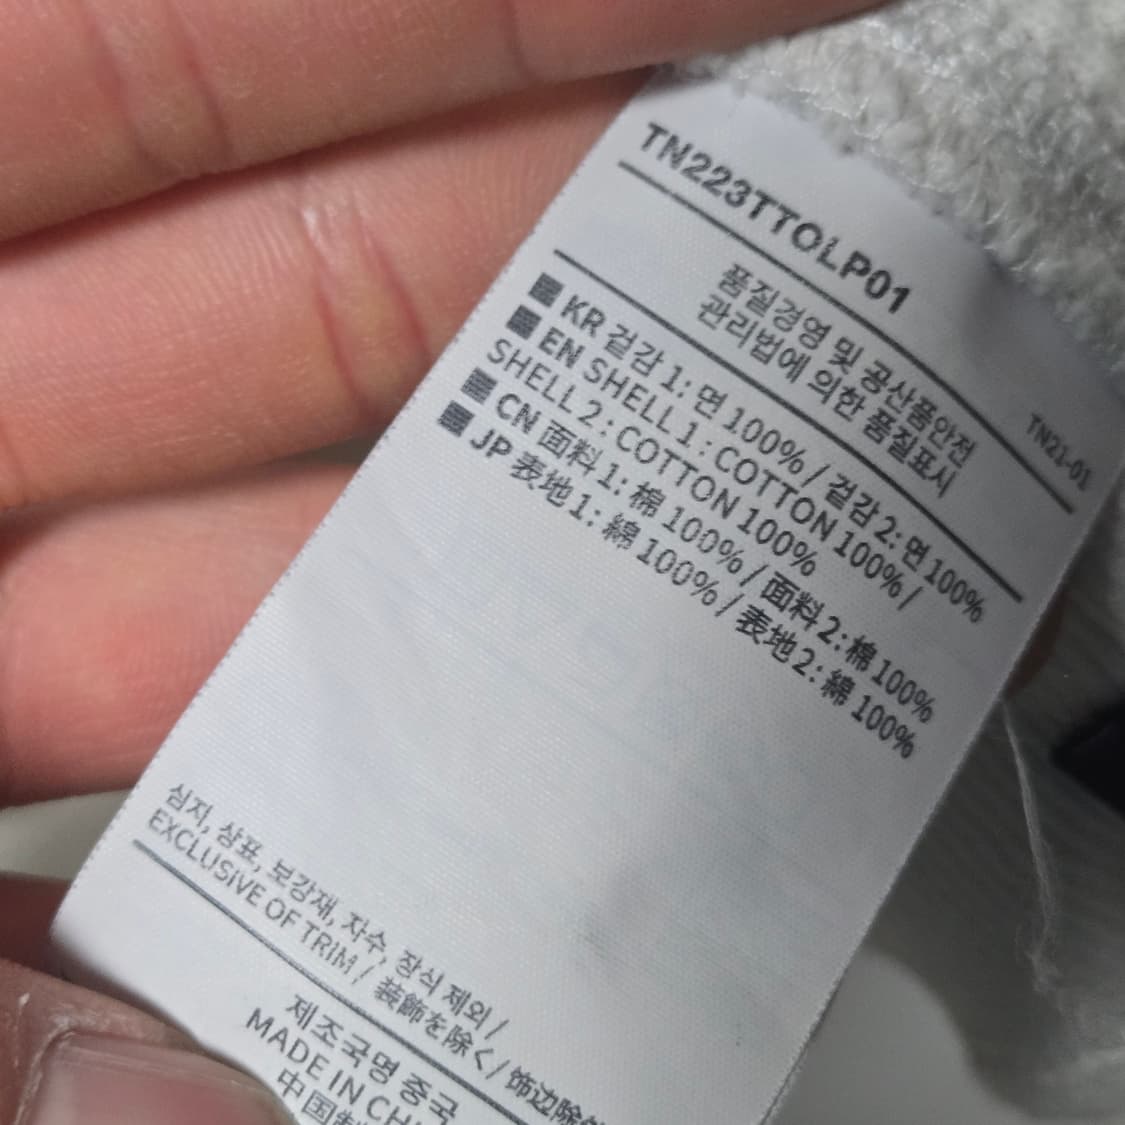 TN223TTOLP01
품질경영 및 공산품안전
관리법에 의한 품질표시
TN21-01
KR 겉감 1: 면 100% / 겉감 2: 면 100%
EN SHELL 1 : COTTON 100% /
SHELL 2 : COTTON 100%
CN 面料 1: 棉 100% / 面料 2: 棉 100%
JP 表地 1: 綿 100% / 表地 2: 綿 100%
심지, 상표, 보강재, 자수, 장식 제외 /
EXCLUSIVE OF TRIM / 装飾を除く / 饰边除外
제조국명 중국
MADE IN CHI
中国制